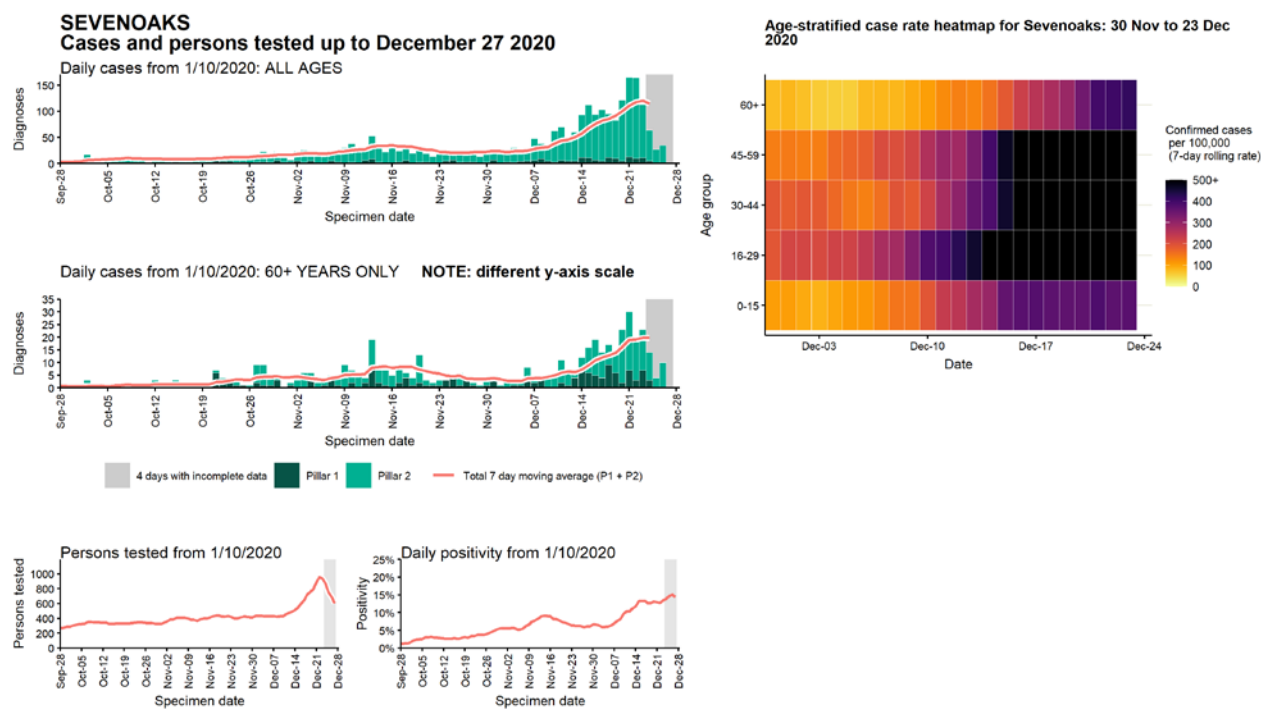 SEVENOAKS
Cases and persons tested up to December 27 2020
Daily cases from 1/10/2020: ALL AGES
Diagnoses
150
100
50
0
Sep-28
Oct-05
Oct-12
Oct-19
Oct-26
Nov-02
Nov-09
Nov-16
Nov-23
Nov-30
Dec-07
Dec-14
Dec-21
Dec-28
Specimen date
Daily cases from 1/10/2020: 60+ YEARS ONLY NOTE: different y-axis scale
Diagnoses
35
30
25
20
15
10
5
0
Sep-28
Oct-05
Oct-12
Oct-19
Oct-26
Nov-02
Nov-09
Nov-16
Nov-23
Nov-30
Dec-07
Dec-14
Dec-21
Dec-28
Specimen date
4 days with incomplete data
Pillar 1
Pillar 2
Total 7 day moving average (P1 + P2)
Persons tested from 1/10/2020
Persons tested
1000
800
600
400
200
0
Sep-28
Oct-05
Oct-12
Oct-19
Oct-26
Nov-02
Nov-09
Nov-16
Nov-23
Nov-30
Dec-07
Dec-14
Dec-21
Dec-28
Specimen date
Daily positivity from 1/10/2020
Positivity
25%
20%
15%
10%
5%
0%
Sep-28
Oct-05
Oct-12
Oct-19
Oct-26
Nov-02
Nov-09
Nov-16
Nov-23
Nov-30
Dec-07
Dec-14
Dec-21
Dec-28
Specimen date
Age-stratified case rate heatmap for Sevenoaks: 30 Nov to 23 Dec
2020
Age group
60+
45-59
30-44
16-29
0-15
Dec-03
Dec-10
Dec-17
Dec-24
Date
Confirmed cases
per 100,000
(7-day rolling rate)
500+
400
300
200
100
0